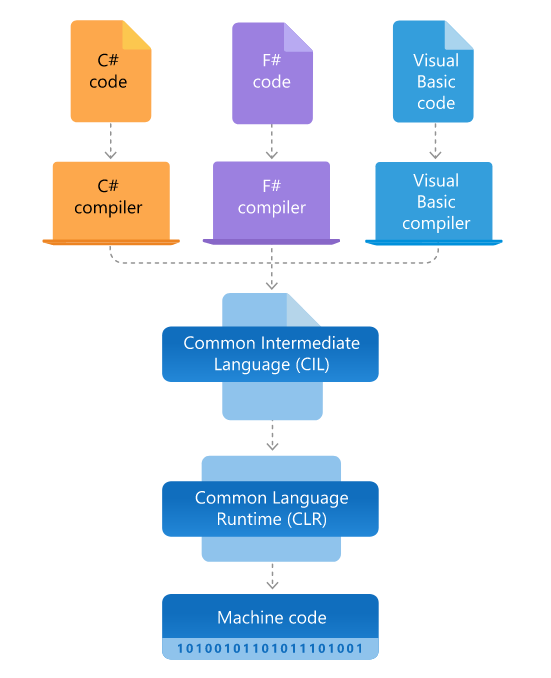 C#
code
F#
code
Visual
Basic
code
C#
compiler
F#
compiler
Visual
Basic
compiler
Common Intermediate
Language (CIL)
Common Language
Runtime (CLR)
Machine code
10100101101011101001